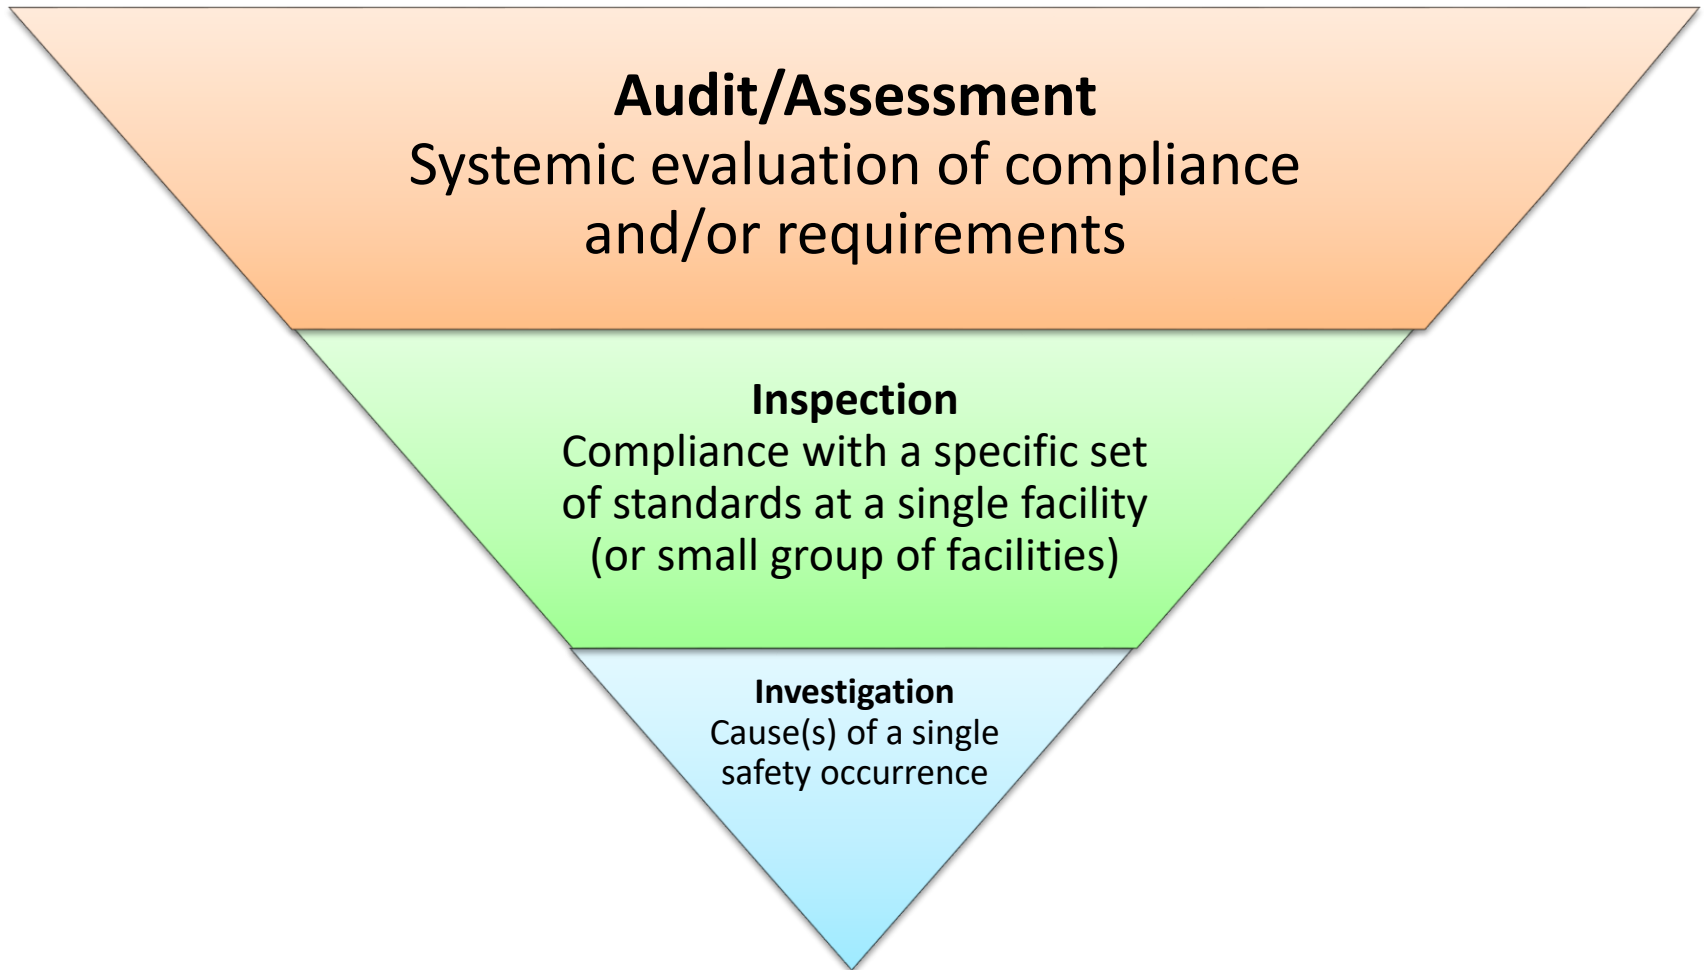 Audit/Assessment
Systemic evaluation of compliance
and/or requirements
Inspection
Compliance with a specific set
of standards at a single facility
(or small group of facilities)
Investigation
Cause(s) of a single
safety occurrence